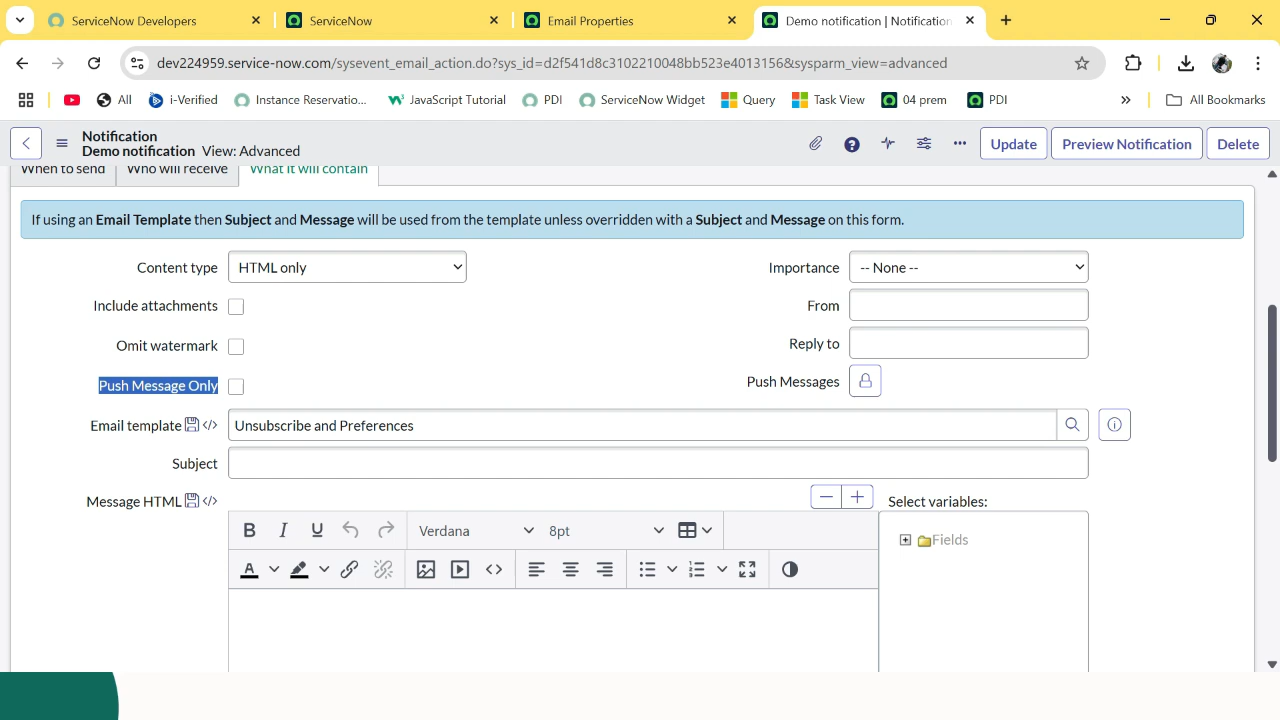 ServiceNow Developers
ServiceNow
Email Properties
Demo notification | Notification
dev224959.service-now.com/sysevent_email_action.do?sys_id=d2f541d8c3102210048bb523e4013156&sysparm_view=advanced
All
i-Verified
Instance Reservatio...
JavaScript Tutorial
PDI
ServiceNow Widget
Query
Task View
04 prem
PDI
All Bookmarks
Notification
Demo notification View: Advanced
Update
Preview Notification
Delete
When to send
Who will receive
What it will contain
If using an Email Template then Subject and Message will be used from the template unless overridden with a Subject and Message on this form.
Content type
HTML only
Importance
-- None --
Include attachments
From
Omit watermark
Reply to
Push Message Only
Push Messages
Email template
Unsubscribe and Preferences
Subject
Message HTML
Select variables:
Verdana
8pt
Fields